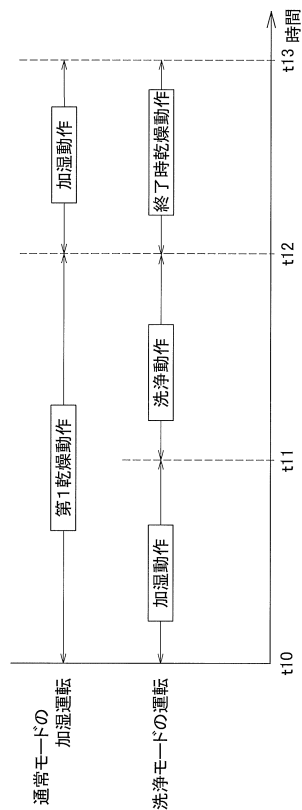 通常モードの
加湿運転
第1乾燥動作
加湿動作
洗浄モードの運転
加湿動作
洗浄動作
終了時乾燥動作
t10
t11
t12
t13
時間